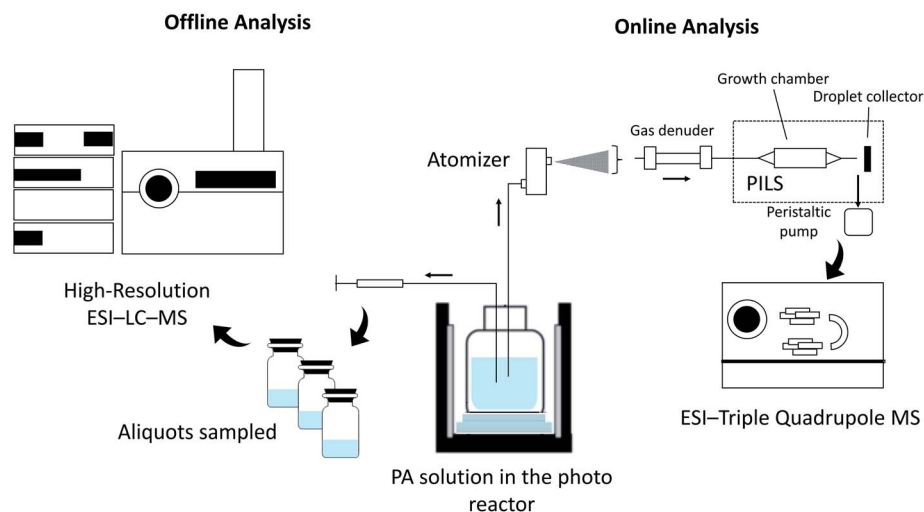 Offline Analysis
Online Analysis
Growth chamber
Droplet collector
Gas denuder
Atomizer
PILS
Peristaltic
pump
High-Resolution
ESI–LC–MS
Aliquots sampled
PA solution in the photo
reactor
ESI–Triple Quadrupole MS